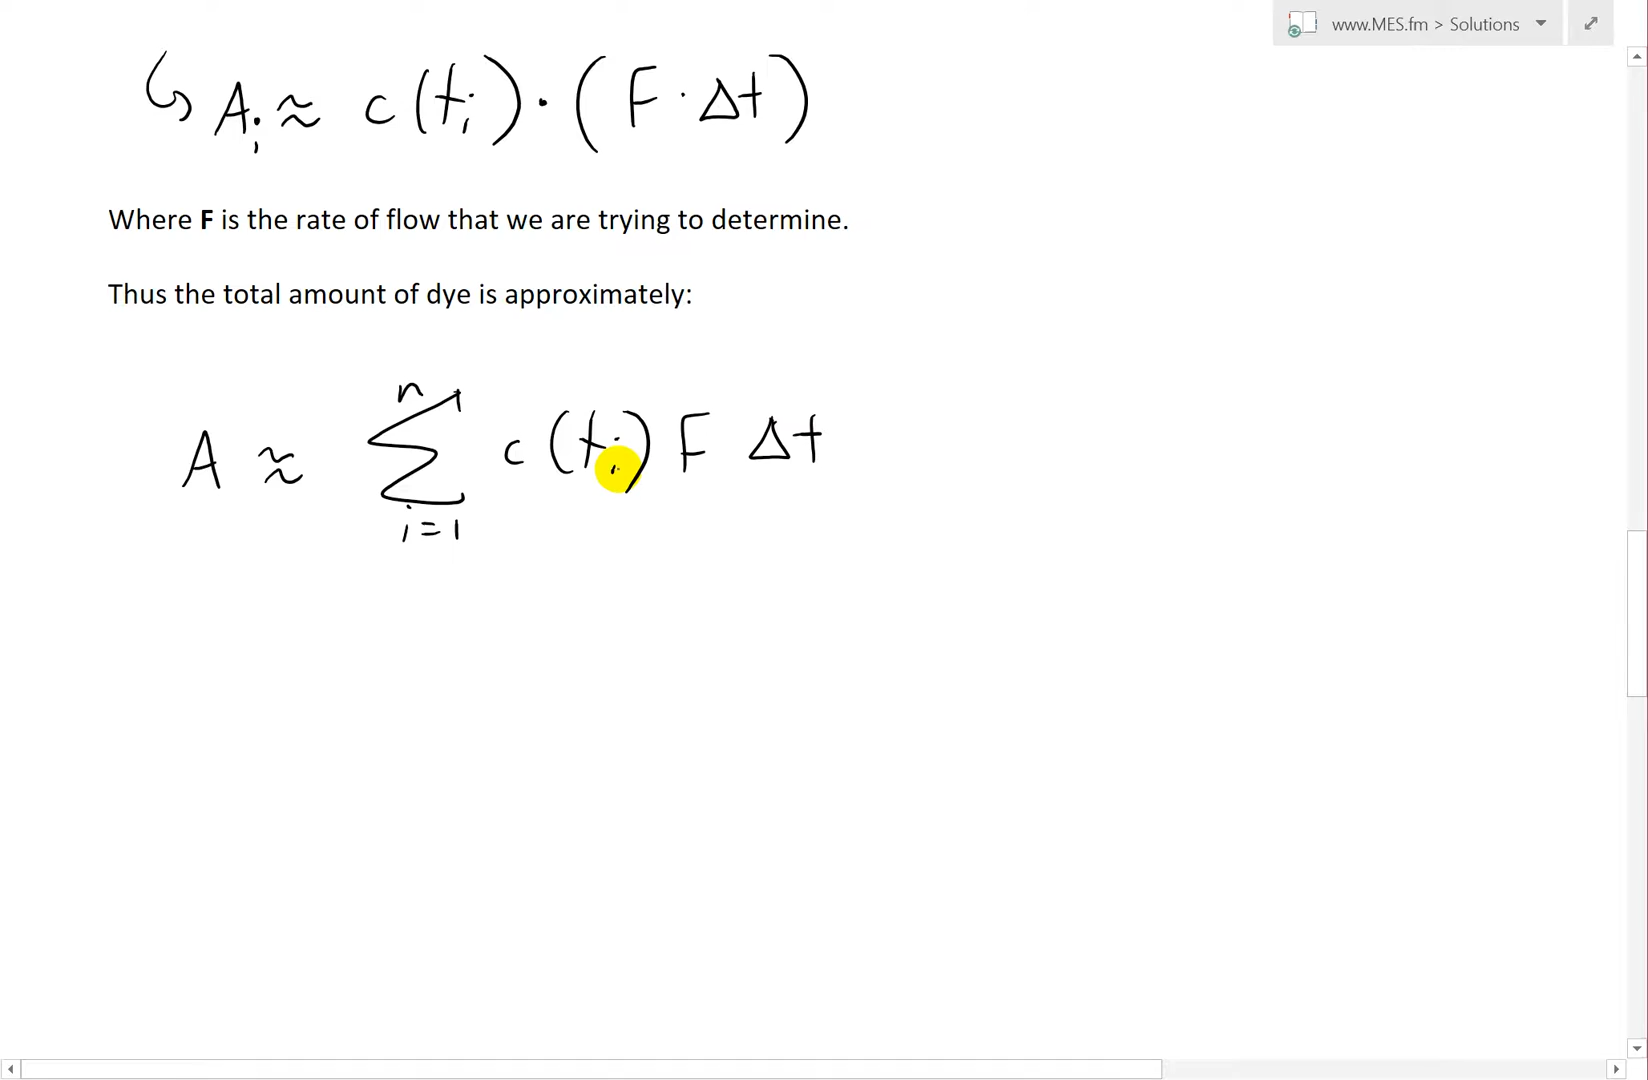 www.MES.fm > Solutions
↳ Aᵢ ≈ c(tᵢ) · (F · Δt)
Where F is the rate of flow that we are trying to determine.
Thus the total amount of dye is approximately:
n
A ≈ ∑ c(tᵢ) F Δt
i=1